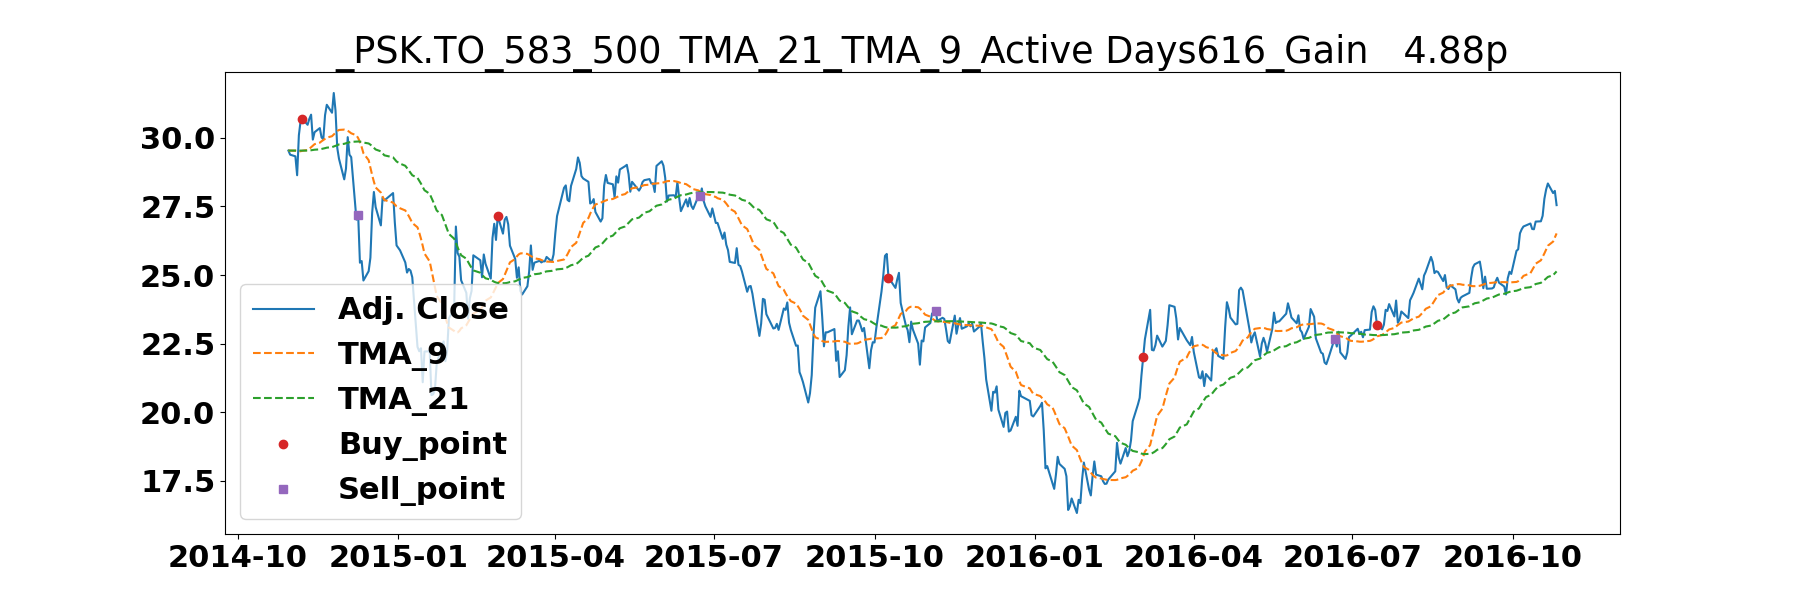 _PSK.TO_583_500_TMA_21_TMA_9_Active Days616_Gain   4.88p
30.0
27.5
25.0
22.5
20.0
17.5
Adj. Close
TMA_9
TMA_21
Buy_point
Sell_point
2014-10 2015-01 2015-04 2015-07 2015-10 2016-01 2016-04 2016-07 2016-10